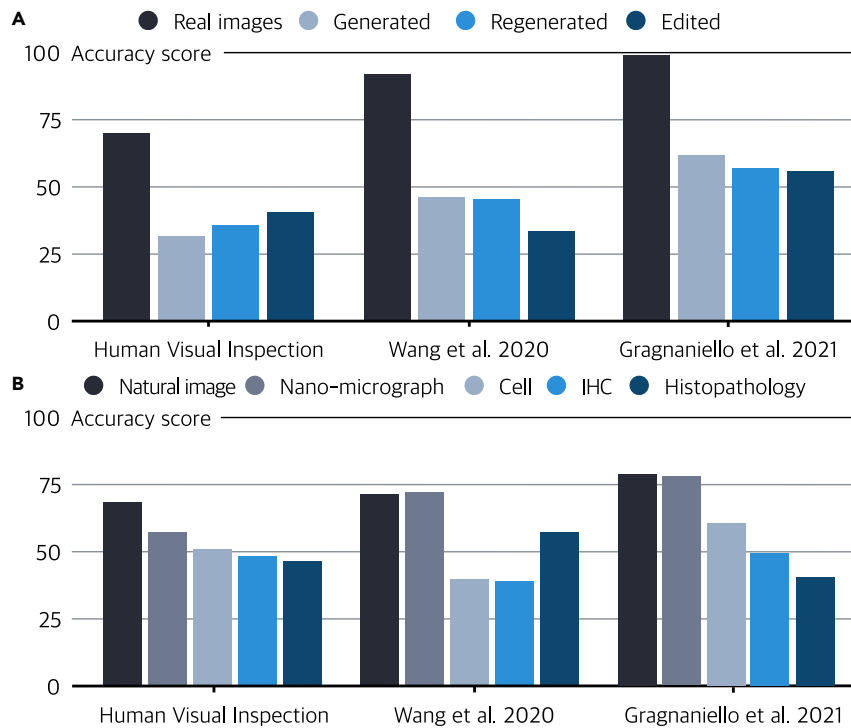 A
Real images Generated Regenerated Edited
100 Accuracy score
75
50
25
0
Human Visual Inspection Wang et al. 2020 Gragnaniello et al. 2021
B
Natural image Nano-micrograph Cell IHC Histopathology
100 Accuracy score
75
50
25
0
Human Visual Inspection Wang et al. 2020 Gragnaniello et al. 2021